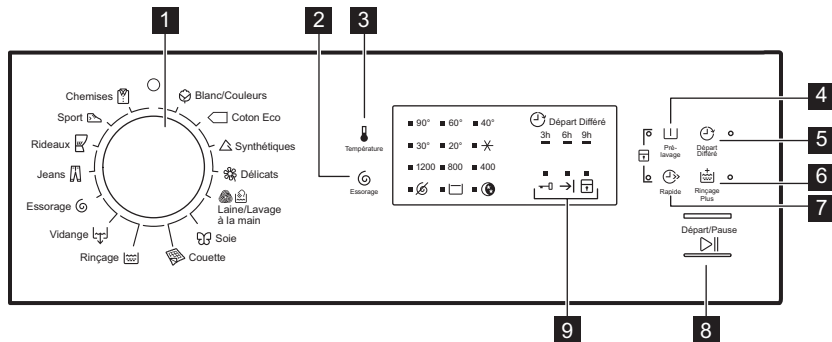 1
2
3
4
5
6
7
8
9
Chemises
Blanc/Couleurs
Sport
Coton Eco
Rideaux
Synthétiques
Jeans
Délicats
Essorage
Laine/Lavage
à la main
Vidange
Soie
Rinçage
Couette
Température
Essorage
90° 60° 40°
30° 20°
1200 800 400
Départ Différé
3h 6h 9h
Pré-
lavage
Départ
Différé
Rapide
Rinçage
Plus
Départ/Pause